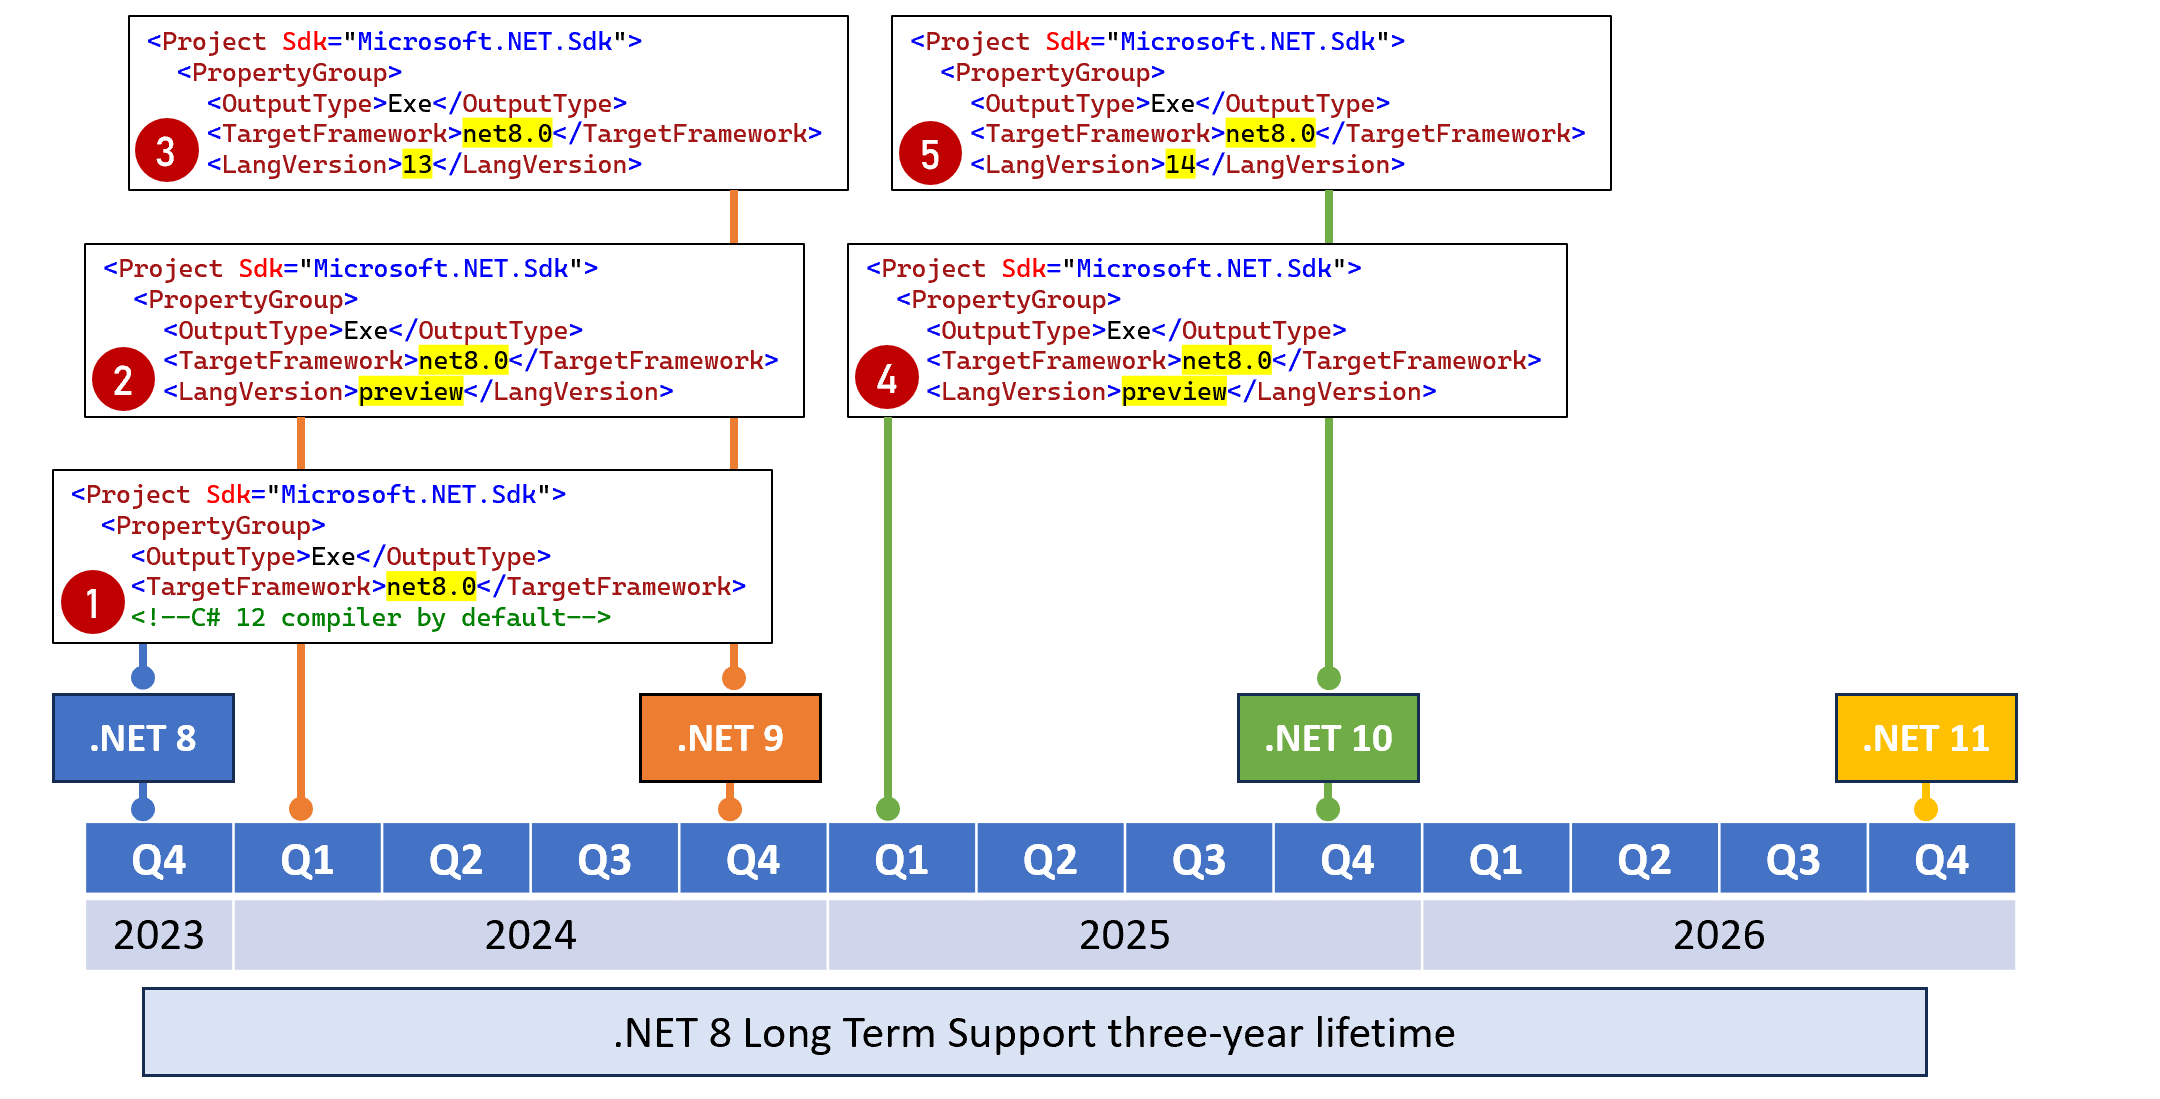 <Project Sdk="Microsoft.NET.Sdk">
<PropertyGroup>
<OutputType>Exe</OutputType>
<TargetFramework>net8.0</TargetFramework>
<LangVersion>13</LangVersion>
3
<Project Sdk="Microsoft.NET.Sdk">
<PropertyGroup>
<OutputType>Exe</OutputType>
<TargetFramework>net8.0</TargetFramework>
<LangVersion>14</LangVersion>
5
<Project Sdk="Microsoft.NET.Sdk">
<PropertyGroup>
<OutputType>Exe</OutputType>
<TargetFramework>net8.0</TargetFramework>
<LangVersion>preview</LangVersion>
2
<Project Sdk="Microsoft.NET.Sdk">
<PropertyGroup>
<OutputType>Exe</OutputType>
<TargetFramework>net8.0</TargetFramework>
<LangVersion>preview</LangVersion>
4
<Project Sdk="Microsoft.NET.Sdk">
<PropertyGroup>
<OutputType>Exe</OutputType>
<TargetFramework>net8.0</TargetFramework>
<!--C# 12 compiler by default-->
1
.NET 8
.NET 9
.NET 10
.NET 11
Q4 Q1 Q2 Q3 Q4 Q1 Q2 Q3 Q4 Q1 Q2 Q3 Q4
2023 2024 2025 2026
.NET 8 Long Term Support three-year lifetime